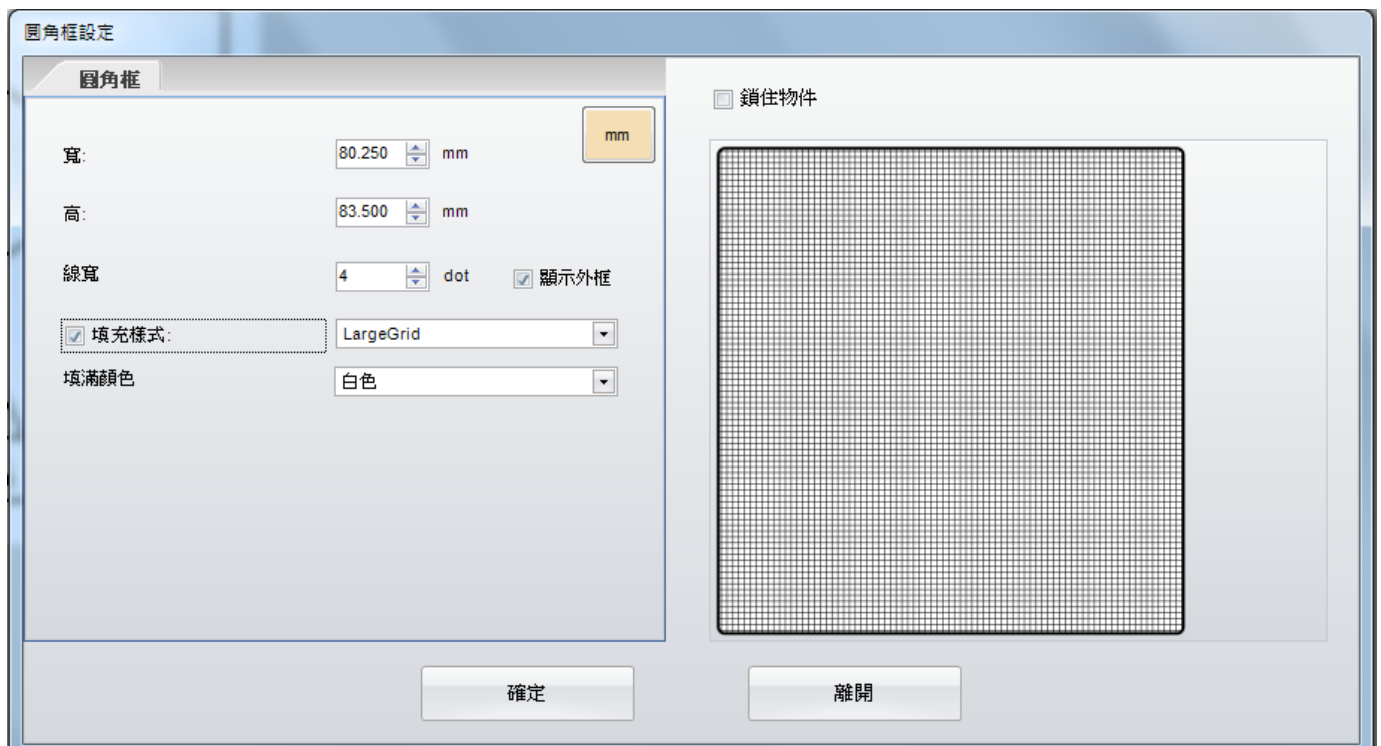 圓角框設定
圓角框
鎖住物件
mm
寬: 80.250 mm
高: 83.500 mm
線寬 4 dot 顯示外框
填充樣式: LargeGrid
填滿顏色 白色
確定 離開